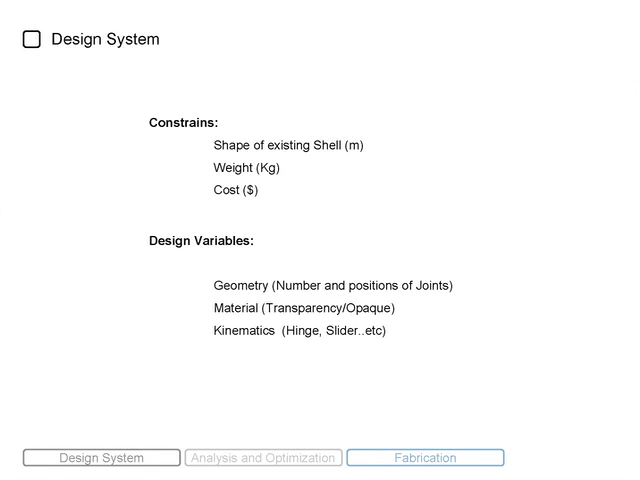 Design System
Constrains:
Shape of existing Shell (m)
Weight (Kg)
Cost ($)
Design Variables:
Geometry (Number and positions of Joints)
Material (Transparency/Opaque)
Kinematics  (Hinge, Slider..etc)
Design System
Analysis and Optimization
Fabrication